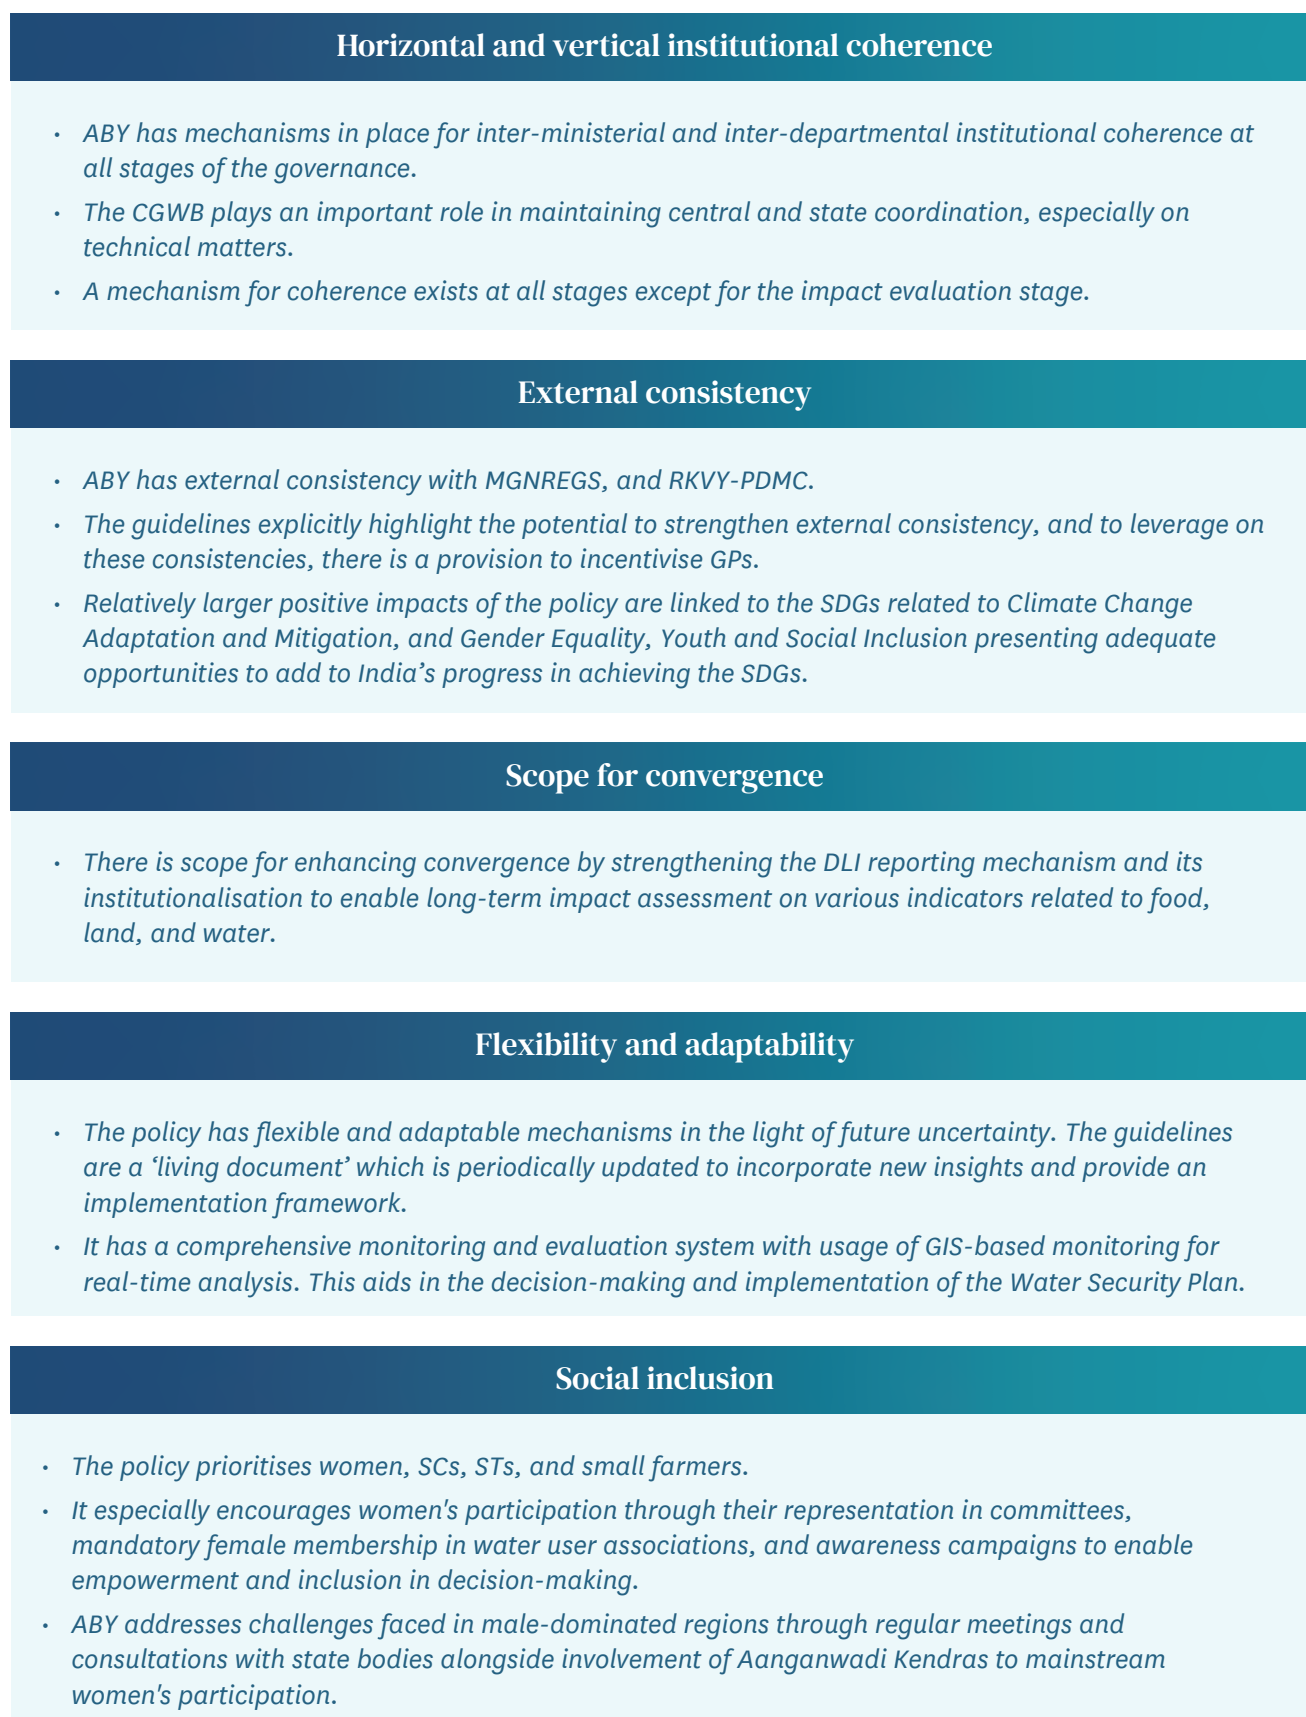 Horizontal and vertical institutional coherence
• ABY has mechanisms in place for inter-ministerial and inter-departmental institutional coherence at
all stages of the governance.
• The CGWB plays an important role in maintaining central and state coordination, especially on
technical matters.
• A mechanism for coherence exists at all stages except for the impact evaluation stage.
External consistency
• ABY has external consistency with MGNREGS, and RKVY-PDMC.
• The guidelines explicitly highlight the potential to strengthen external consistency, and to leverage on
these consistencies, there is a provision to incentivise GPs.
• Relatively larger positive impacts of the policy are linked to the SDGs related to Climate Change
Adaptation and Mitigation, and Gender Equality, Youth and Social Inclusion presenting adequate
opportunities to add to India’s progress in achieving the SDGs.
Scope for convergence
• There is scope for enhancing convergence by strengthening the DLI reporting mechanism and its
institutionalisation to enable long-term impact assessment on various indicators related to food,
land, and water.
Flexibility and adaptability
• The policy has flexible and adaptable mechanisms in the light of future uncertainty. The guidelines
are a ‘living document’ which is periodically updated to incorporate new insights and provide an
implementation framework.
• It has a comprehensive monitoring and evaluation system with usage of GIS-based monitoring for
real-time analysis. This aids in the decision-making and implementation of the Water Security Plan.
Social inclusion
• The policy prioritises women, SCs, STs, and small farmers.
• It especially encourages women's participation through their representation in committees,
mandatory female membership in water user associations, and awareness campaigns to enable
empowerment and inclusion in decision-making.
• ABY addresses challenges faced in male-dominated regions through regular meetings and
consultations with state bodies alongside involvement of Aanganwadi Kendras to mainstream
women's participation.